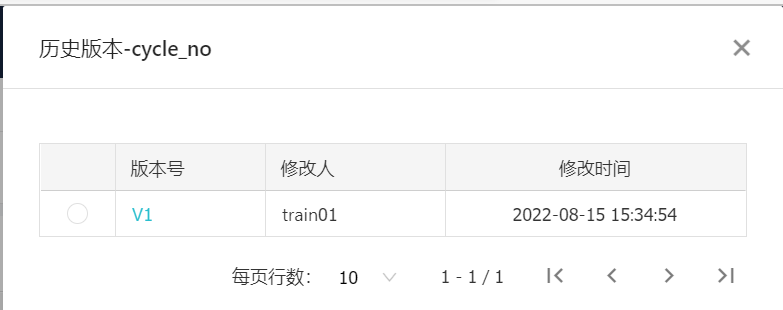 历史版本-cycle_no
版本号 修改人 修改时间
V1 train01 2022-08-15 15:34:54
每页行数: 10 1 - 1 / 1